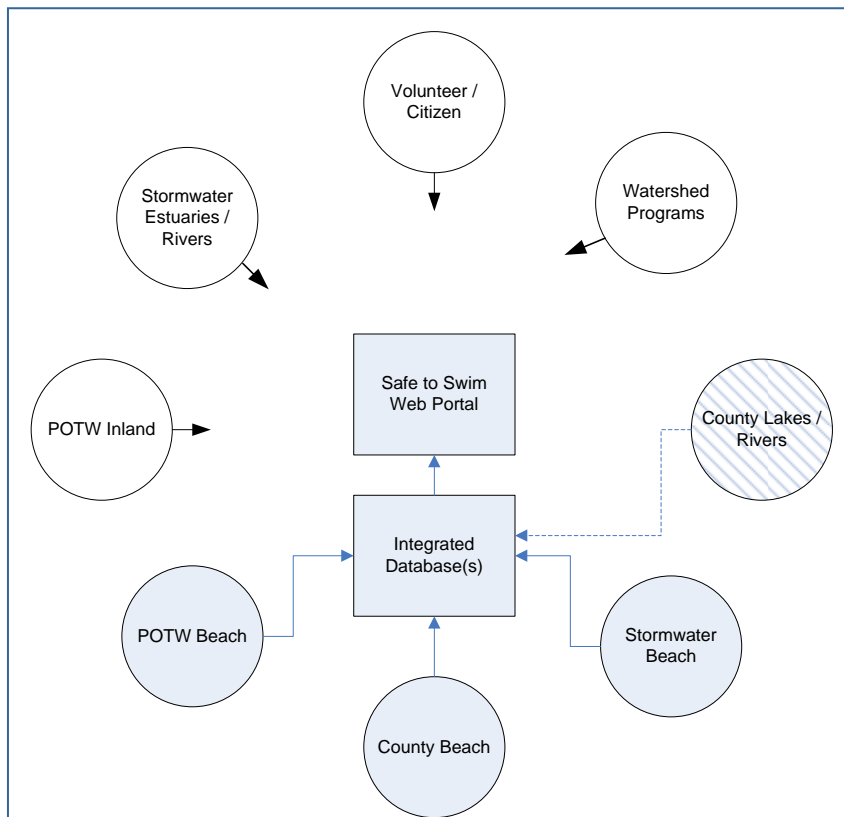 Volunteer /
Citizen
Stormwater
Estuaries /
Rivers
Watershed
Programs
Safe to Swim
Web Portal
POTW Inland
County Lakes /
Rivers
Integrated
Database(s)
POTW Beach
Stormwater
Beach
County Beach